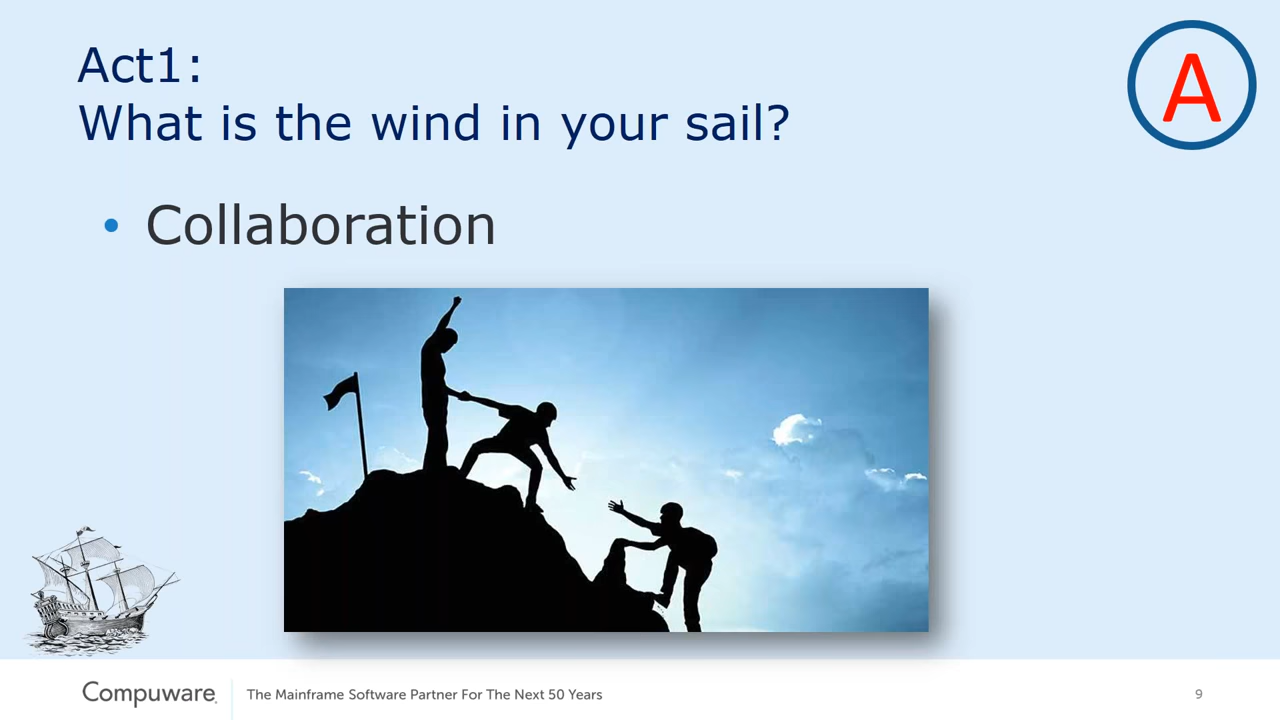 Act1:
What is the wind in your sail?
A
• Collaboration
Compuware.
The Mainframe Software Partner For The Next 50 Years
9